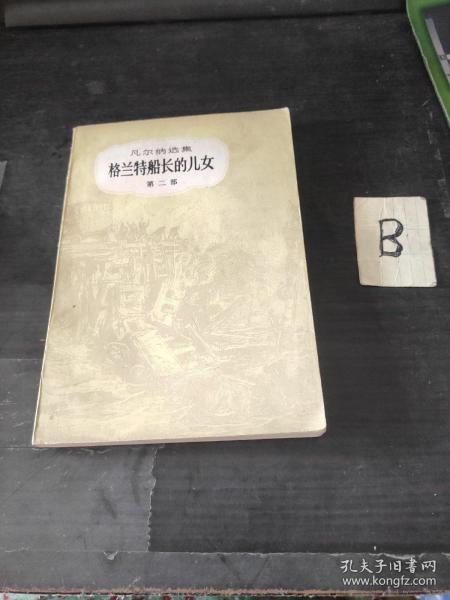 凡尔纳选集
格兰特船长的儿女
第二部
B
孔夫子旧书网
www.kongfz.com